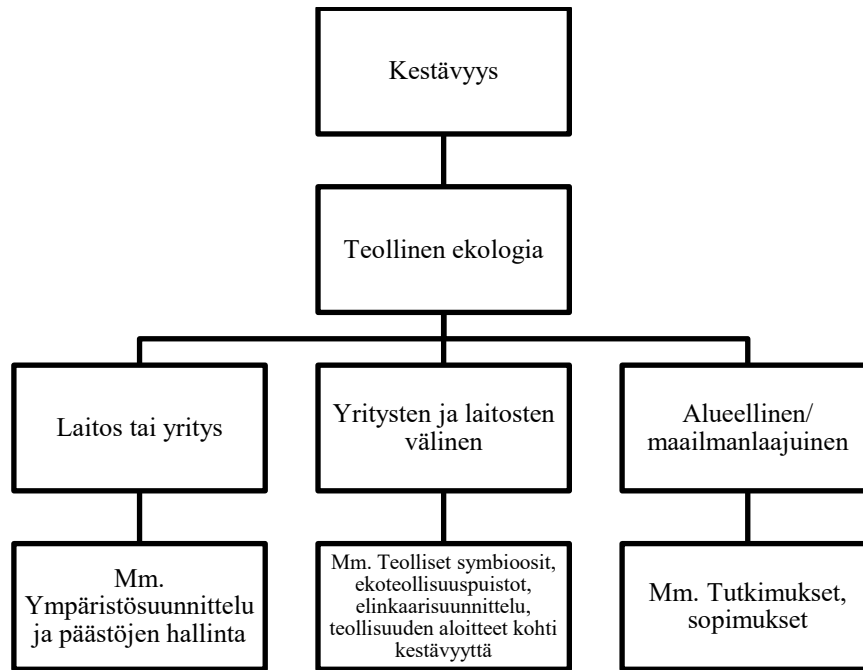 Kestävyys
Teollinen ekologia
Laitos tai yritys
Yritysten ja laitosten
välinen
Alueellinen/
maailmanlaajuinen
Mm.
Ympäristösuunnittelu
ja päästöjen hallinta
Mm. Teolliset symbioosit,
ekoteollisuuspuistot,
elinkaarisuunnittelu,
teollisuuden aloitteet kohti
kestävyyttä
Mm. Tutkimukset,
sopimukset